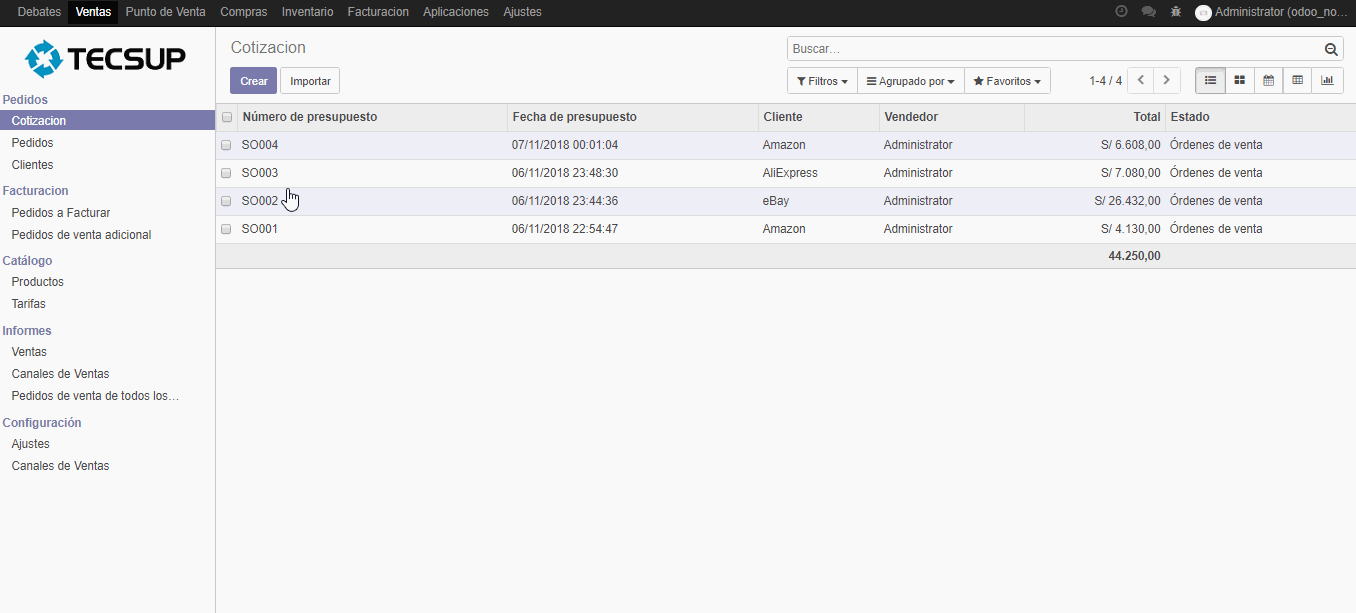 Debates Ventas Punto de Venta Compras Inventario Facturacion Aplicaciones Ajustes Administrator (odoo_no...
TECSUP
Pedidos
Cotizacion
Pedidos
Clientes
Facturacion
Pedidos a Facturar
Pedidos de venta adicional
Catálogo
Productos
Tarifas
Informes
Ventas
Canales de Ventas
Pedidos de venta de todos los...
Configuración
Ajustes
Canales de Ventas
Cotizacion
Buscar...
Crear Importar
Filtros Agrupado por Favoritos 1-4 / 4
Número de presupuesto Fecha de presupuesto Cliente Vendedor Total Estado
SO004 07/11/2018 00:01:04 Amazon Administrator S/ 6.608,00 Órdenes de venta
SO003 06/11/2018 23:48:30 AliExpress Administrator S/ 7.080,00 Órdenes de venta
SO002 06/11/2018 23:44:36 eBay Administrator S/ 26.432,00 Órdenes de venta
SO001 06/11/2018 22:54:47 Amazon Administrator S/ 4.130,00 Órdenes de venta
44.250,00